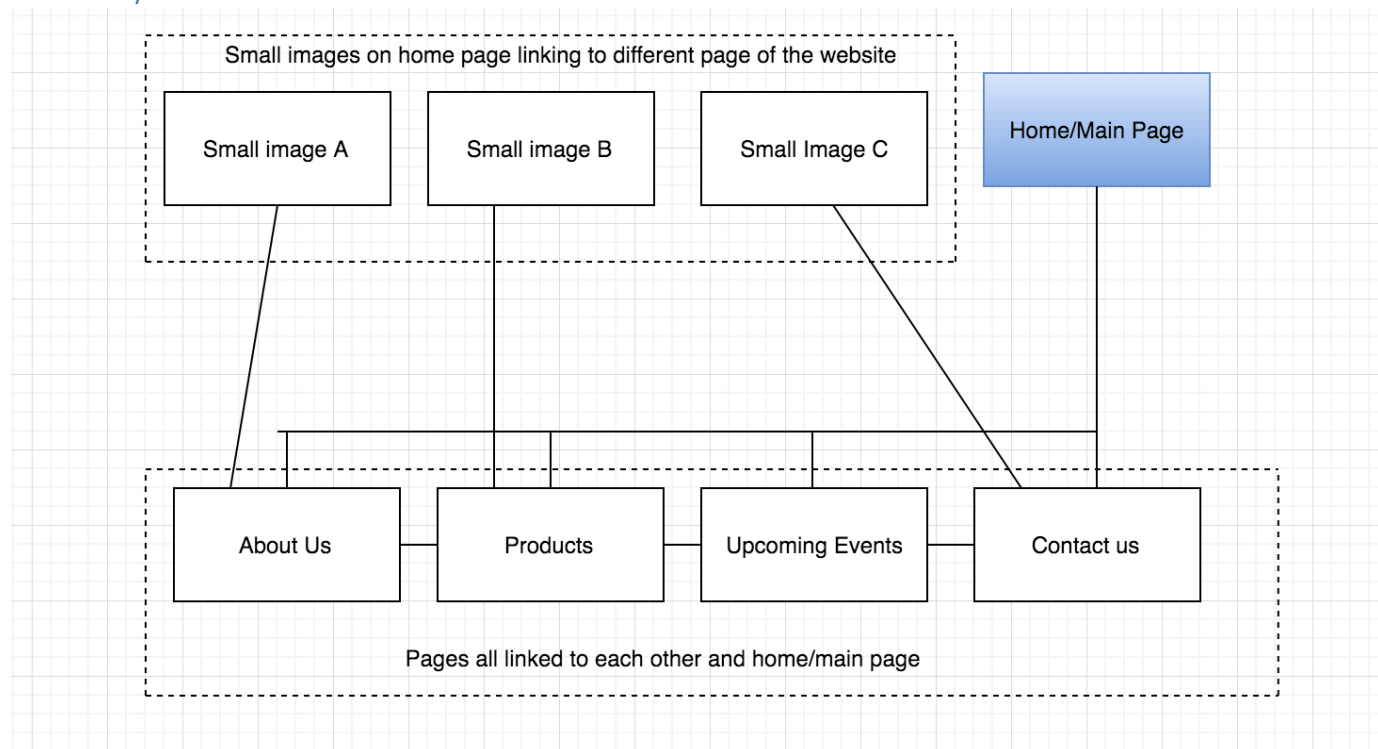 Small images on home page linking to different page of the website
Small image A
Small image B
Small Image C
Home/Main Page
About Us
Products
Upcoming Events
Contact us
Pages all linked to each other and home/main page